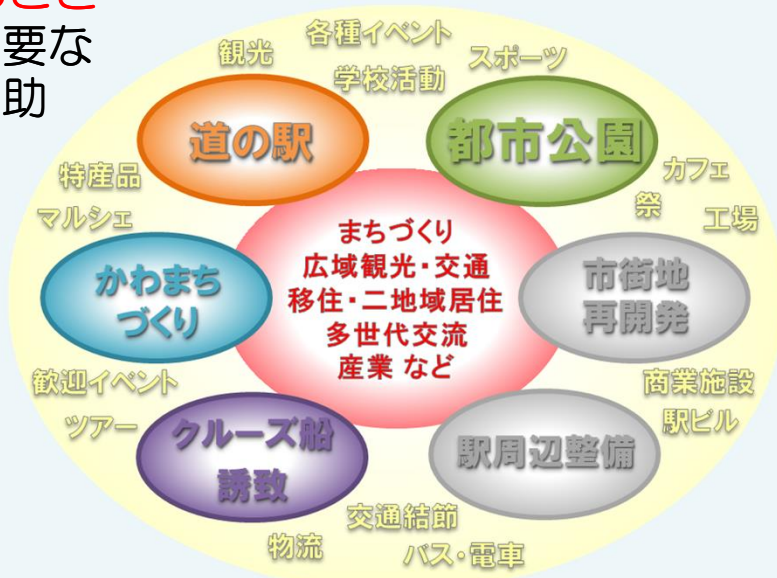 のこと
要な
助
各種イベント
観光
スポーツ
学校活動
道の駅
都市公園
特産品
カフェ
マルシェ
祭
工場
まちづくり
広域観光・交通
移住・二地域居住
多世代交流
産業 など
かわまち
づくり
市街地
再開発
歓迎イベント
商業施設
ツアー
駅ビル
クルーズ船
誘致
駅周辺整備
交通結節
物流
バス・電車